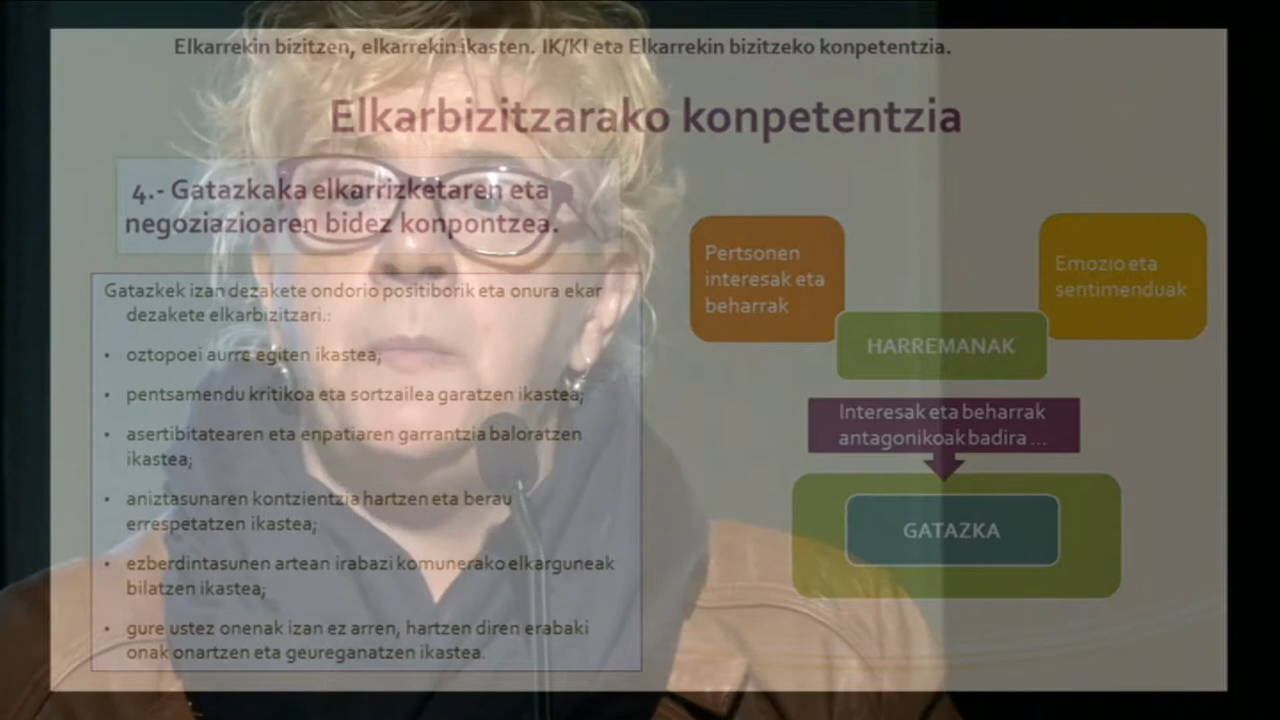 Elkarrekin bizitzen, elkarrekin ikasten. IK/KI eta Elkarrekin bizitzeko konpetentzia.
Elkarbizitzarako konpetentzia
4.- Gatazkaka elkarrizketaren eta
negoziazioaren bidez konpontzea.
Gatazkek izan dezakete ondorio positiborik eta onura ekar
dezakete elkarbizitzari.:
• oztopoei aurre egiten ikastea;
• pentsamendu kritikoa eta sortzailea garatzen ikastea;
• asertibitatearen eta enpatiaren garrantzia baloratzen
ikastea;
• aniztasunaren kontzientzia hartzen eta berau
errespetatzen ikastea;
• ezberdintasunen artean irabazi komunerako elkarguneak
bilatzen ikastea;
• gure ustez onenak izan ez arren, hartzen diren erabaki
onak onartzen eta geureganatzen ikastea.
Pertsonen
interesak eta
beharrak
Emozio eta
sentimenduak
HARREMANAK
Interesak eta beharrak
antagonikoak badira ...
GATAZKA